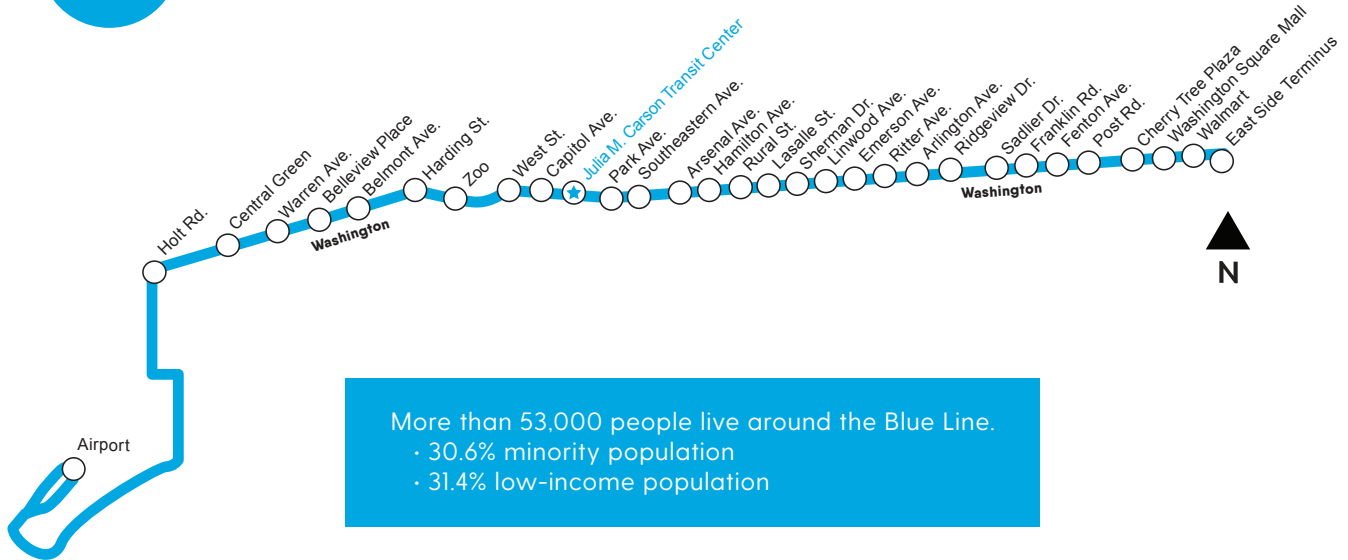 Airport
Holt Rd.
Central Green
Warren Ave.
Belleview Place
Belmont Ave.
Harding St.
Zoo
West St.
Capitol Ave.
Julia M. Carson Transit Center
Park Ave.
Southeastern Ave.
Arsenal Ave.
Hamilton Ave.
Rural St.
Lasalle St.
Sherman Dr.
Linwood Ave.
Emerson Ave.
Ritter Ave.
Arlington Ave.
Ridgeview Dr.
Sadlier Dr.
Franklin Rd.
Fenton Ave.
Post Rd.
Cherry Tree Plaza
Washington Square Mall
Walmart
East Side Terminus
Washington
Washington
N
More than 53,000 people live around the Blue Line.
· 30.6% minority population
· 31.4% low-income population